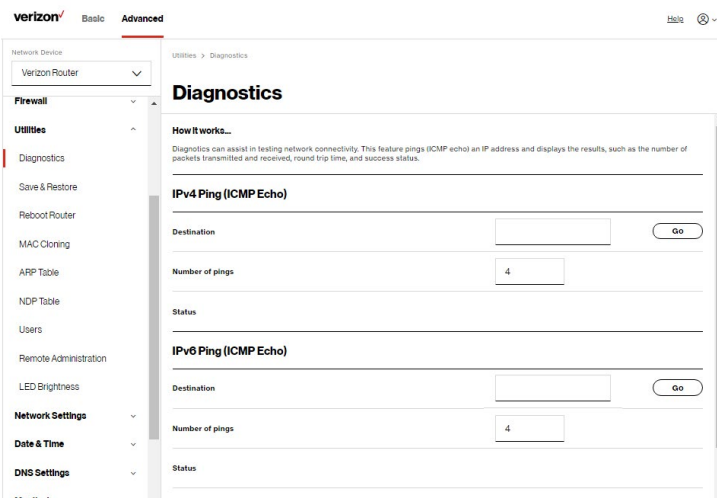 verizon✓ Basic Advanced Help
Network Device
Verizon Router
Firewall
Utilities
Diagnostics
Save & Restore
Reboot Router
MAC Cloning
ARP Table
NDP Table
Users
Remote Administration
LED Brightness
Network Settings
Date & Time
DNS Settings
Utilities > Diagnostics
Diagnostics
How it works...
Diagnostics can assist in testing network connectivity. This feature pings (ICMP echo) an IP address and displays the results, such as the number of
packets transmitted and received, round trip time, and success status.
IPv4 Ping (ICMP Echo)
Destination Go
Number of pings 4
Status
IPv6 Ping (ICMP Echo)
Destination Go
Number of pings 4
Status